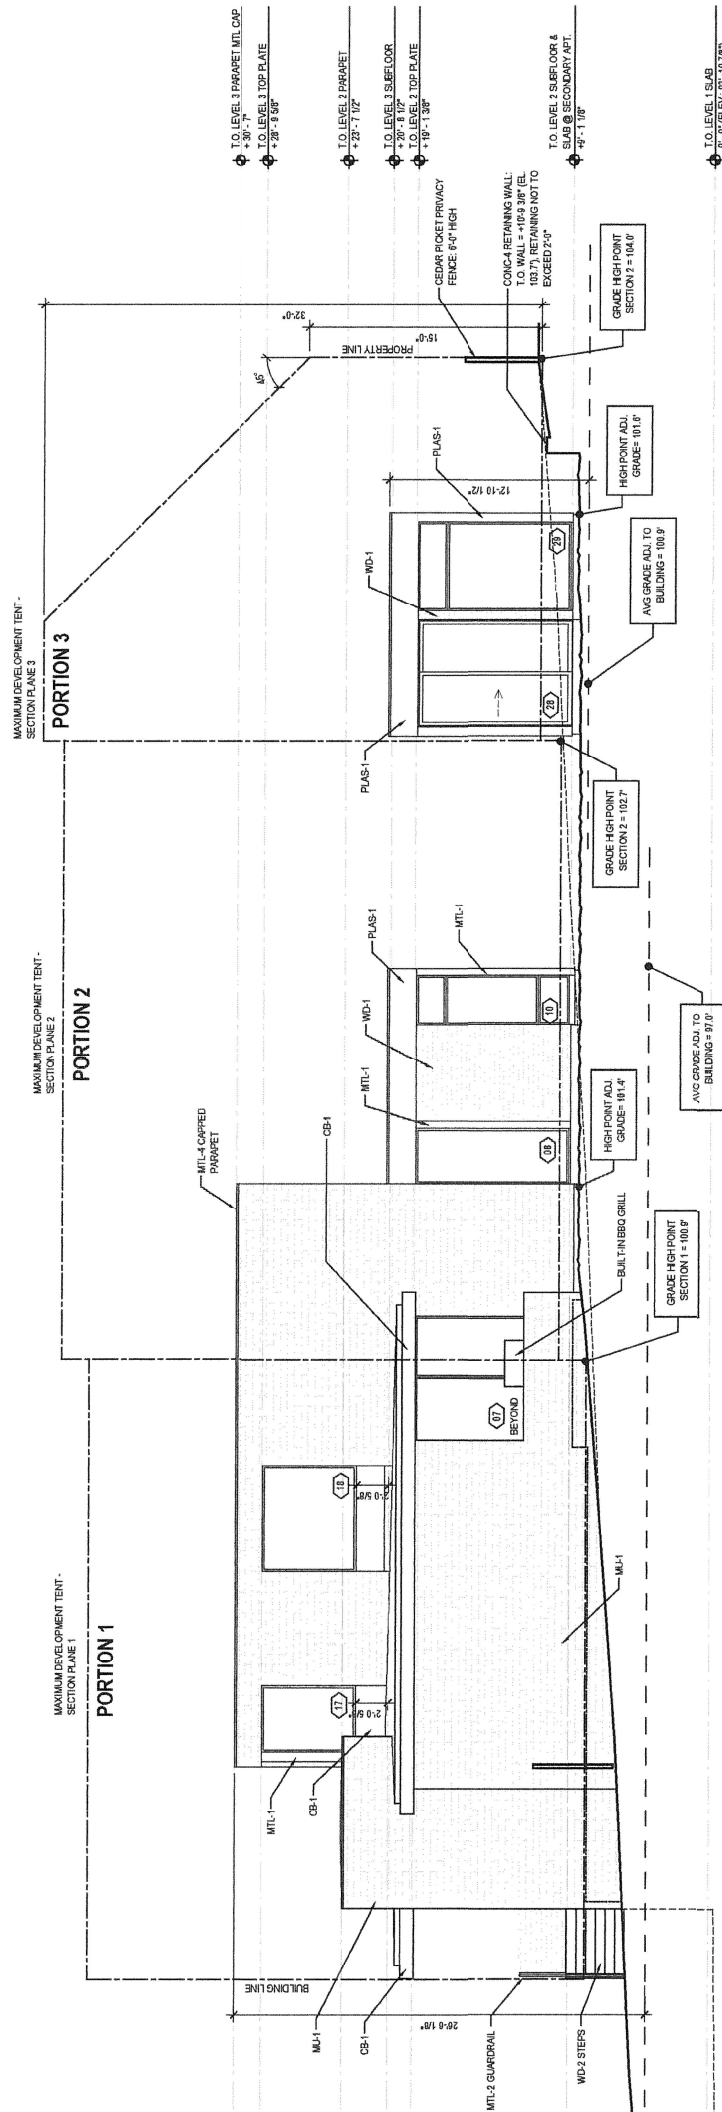 T.O. LEVEL 3 PARAPET MTL CAP
+ 30' - 7"
T.O. LEVEL 3 TOP PLATE
+ 28' - 9 5/8"
T.O. LEVEL 2 PARAPET
+ 23' - 7 1/2"
T.O. LEVEL 3 SUBFLOOR
+ 20' - 8 1/2"
T.O. LEVEL 2 TOP PLATE
+ 19' - 1 3/8"
T.O. LEVEL 2 SUBFLOOR &
SLAB @ SECONDARY APT.
+9' - 1 1/8"
T.O. LEVEL 1 SLAB
MAXIMUM DEVELOPMENT TENT -
SECTION PLANE 1
PORTION 1
MAXIMUM DEVELOPMENT TENT -
SECTION PLANE 2
PORTION 2
MAXIMUM DEVELOPMENT TENT -
SECTION PLANE 3
PORTION 3
45°
32'-0"
15'-0"
PROPERTY LINE
CEDAR PICKET PRIVACY
FENCE: 6'-0" HIGH
CONC-4 RETAINING WALL:
T.O. WALL = +10'-9 3/8" (EL.
103.7'), RETAINING NOT TO
EXCEED 2'-0"
GRADE HIGH POINT
SECTION 2 = 104.0'
HIGH POINT ADJ.
GRADE= 101.6'
AVG GRADE ADJ. TO
BUILDING = 100.9'
GRADE HIGH POINT
SECTION 2 = 102.7'
12'-10 1/2"
PLAS-1
WD-1
PLAS-1
29
28
PLAS-1
WD-1
MTL-1
MTL-1
10
08
CB-1
MTL-4 CAPPED
PARAPET
AVG GRADE ADJ. TO
BUILDING = 97.0'
HIGH POINT ADJ.
GRADE= 101.4'
GRADE HIGH POINT
SECTION 1 = 100.9'
BUILT-IN BBQ GRILL
07
BEYOND
18
2'-0 5/8"
17
2'-0 5/8"
MTL-1
CB-1
MU-1
BUILDING LINE
26'-8 1/8"
MU-1
CB-1
MTL-2 GUARDRAIL
WD-2 STEPS